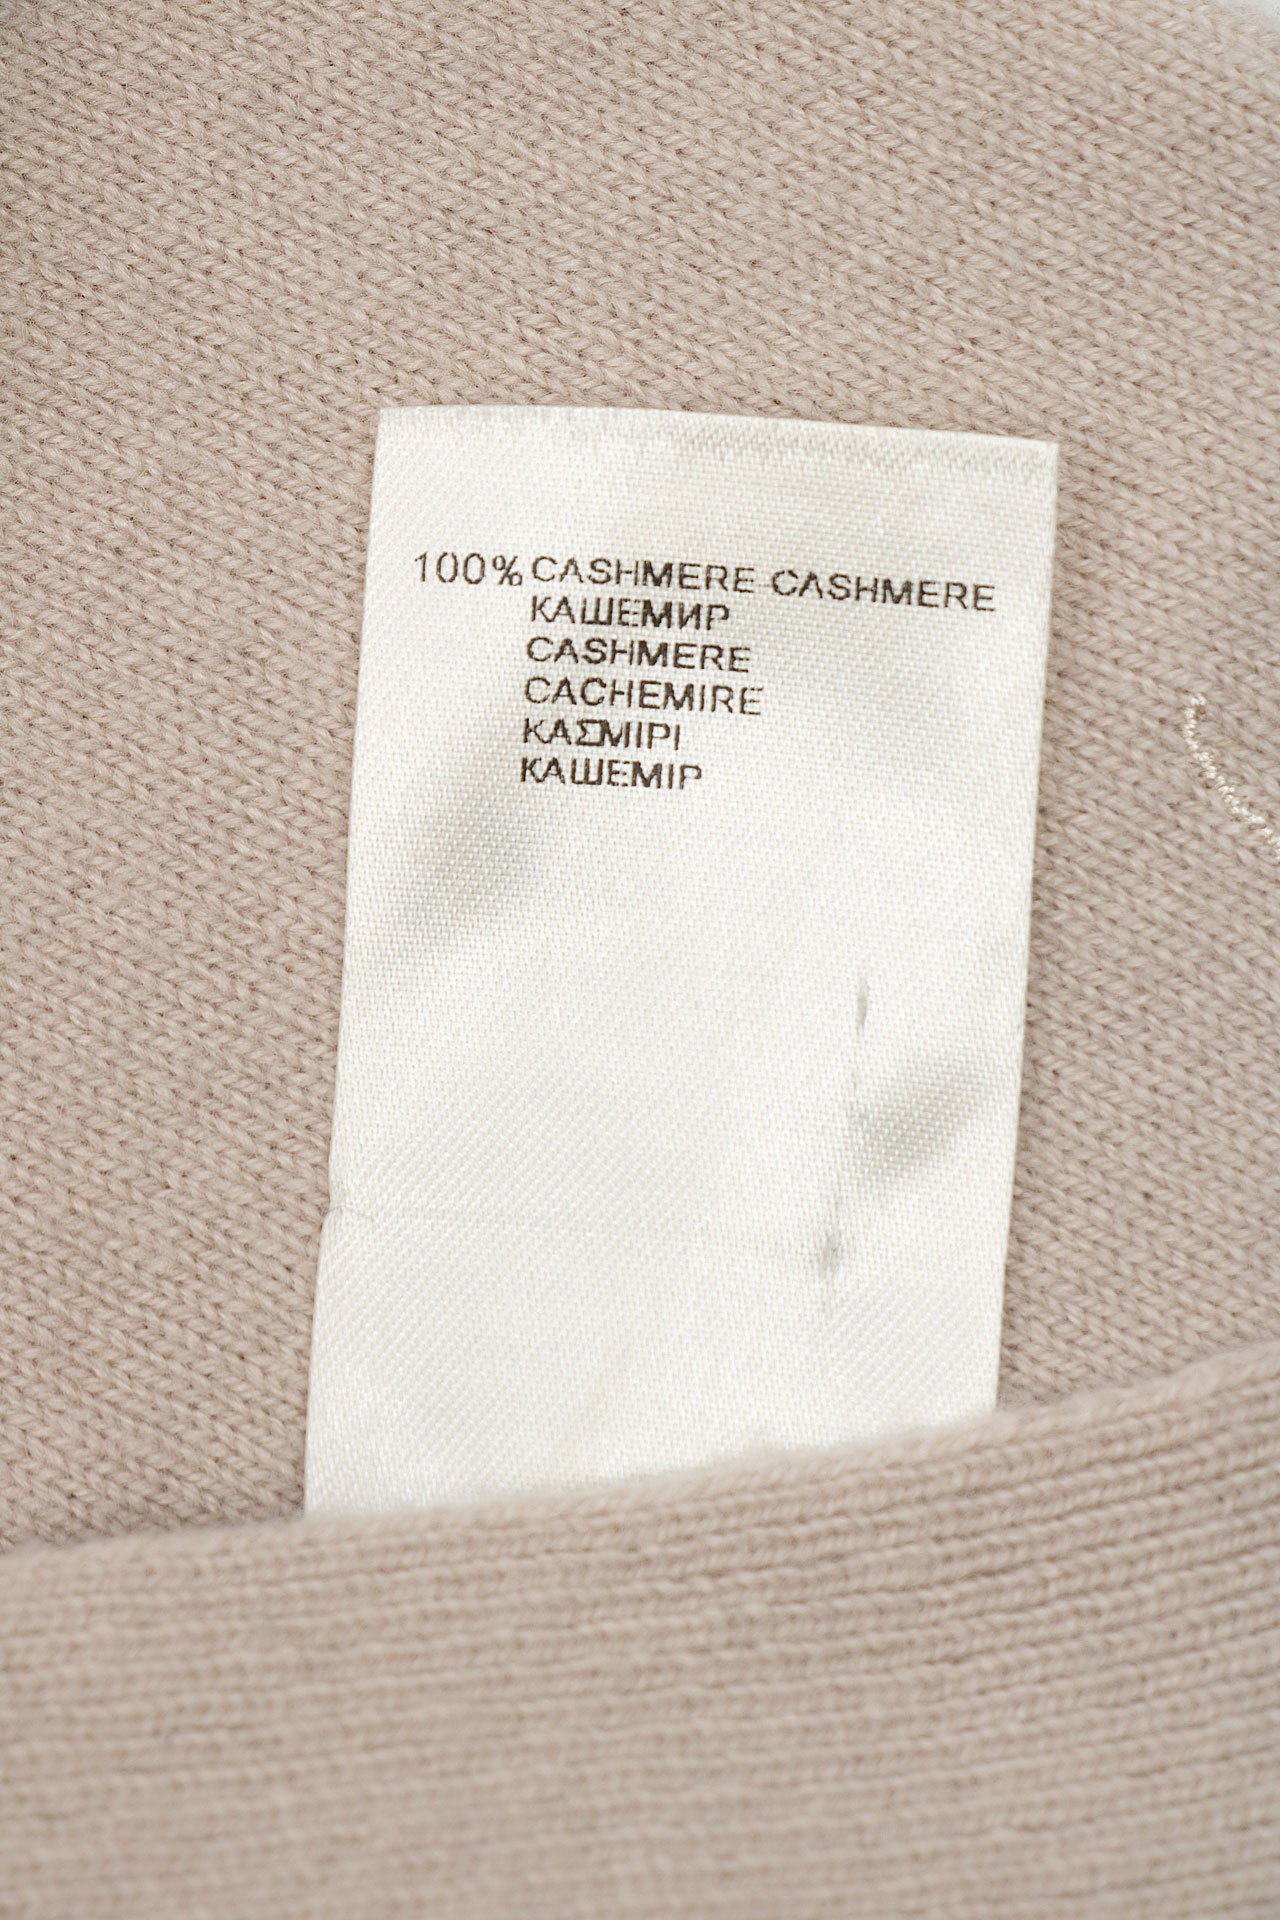 100% CASHMERE CASHMERE
КАШЕМИР
CASHMERE
CACHEMIRE
ΚΑΣΜΙΡΙ
КАШЕМІР